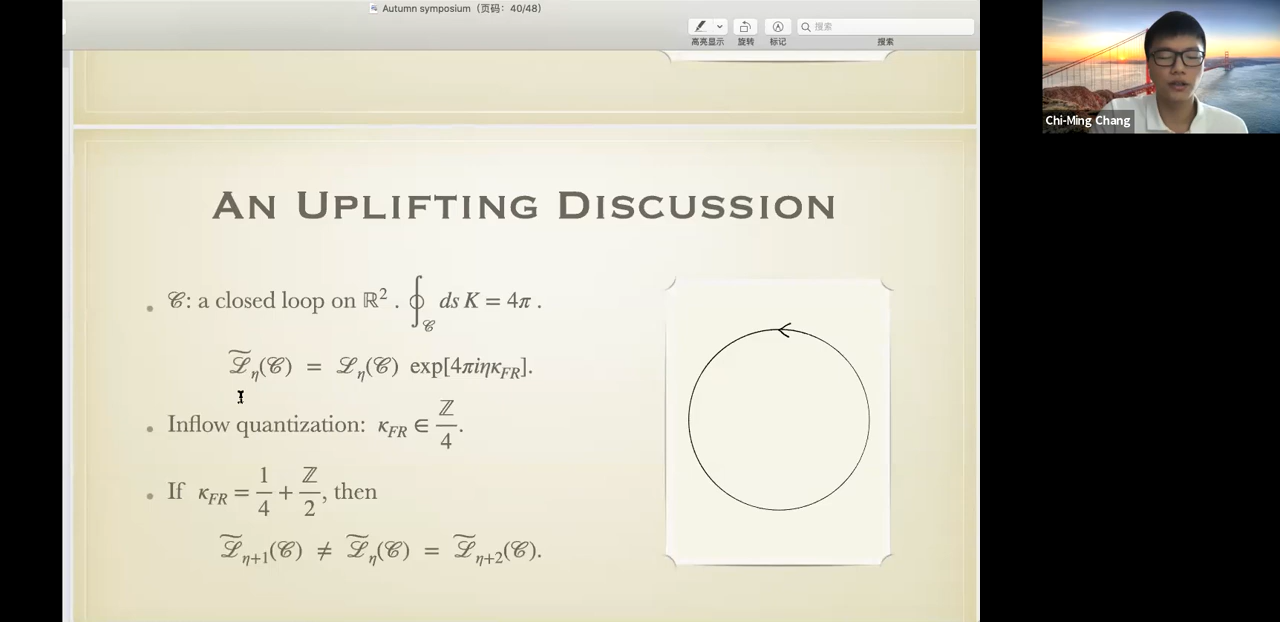 Autumn symposium (页码: 40/48)
搜索
高亮显示 旋转 标记 搜索
Chi-Ming Chang
AN UPLIFTING DISCUSSION
• 𝒞: a closed loop on ℝ² . ∮_𝒞 ds K = 4π .
ℒ̃_η(𝒞) = ℒ_η(𝒞) exp[4πiηκ_FR].
• Inflow quantization: κ_FR ∈ ℤ/4.
• If κ_FR = 1/4 + ℤ/2, then
ℒ̃_{η+1}(𝒞) ≠ ℒ̃_η(𝒞) = ℒ̃_{η+2}(𝒞).